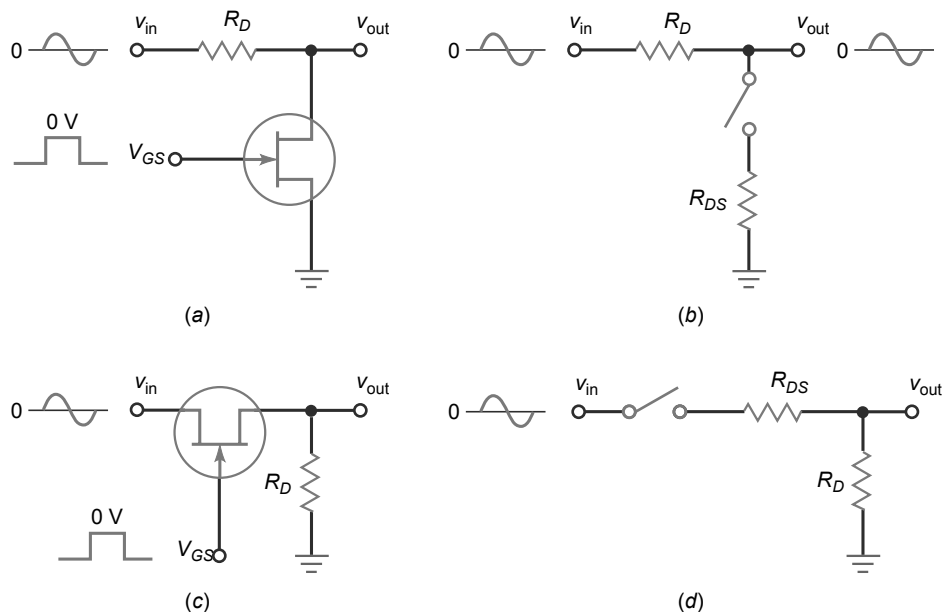 v_in R_D v_out
0
0 V
V_GS
(a)
v_in R_D v_out
0 0
R_DS
(b)
v_in v_out
0
R_D
0 V
V_GS
(c)
v_in R_DS v_out
0
R_D
(d)